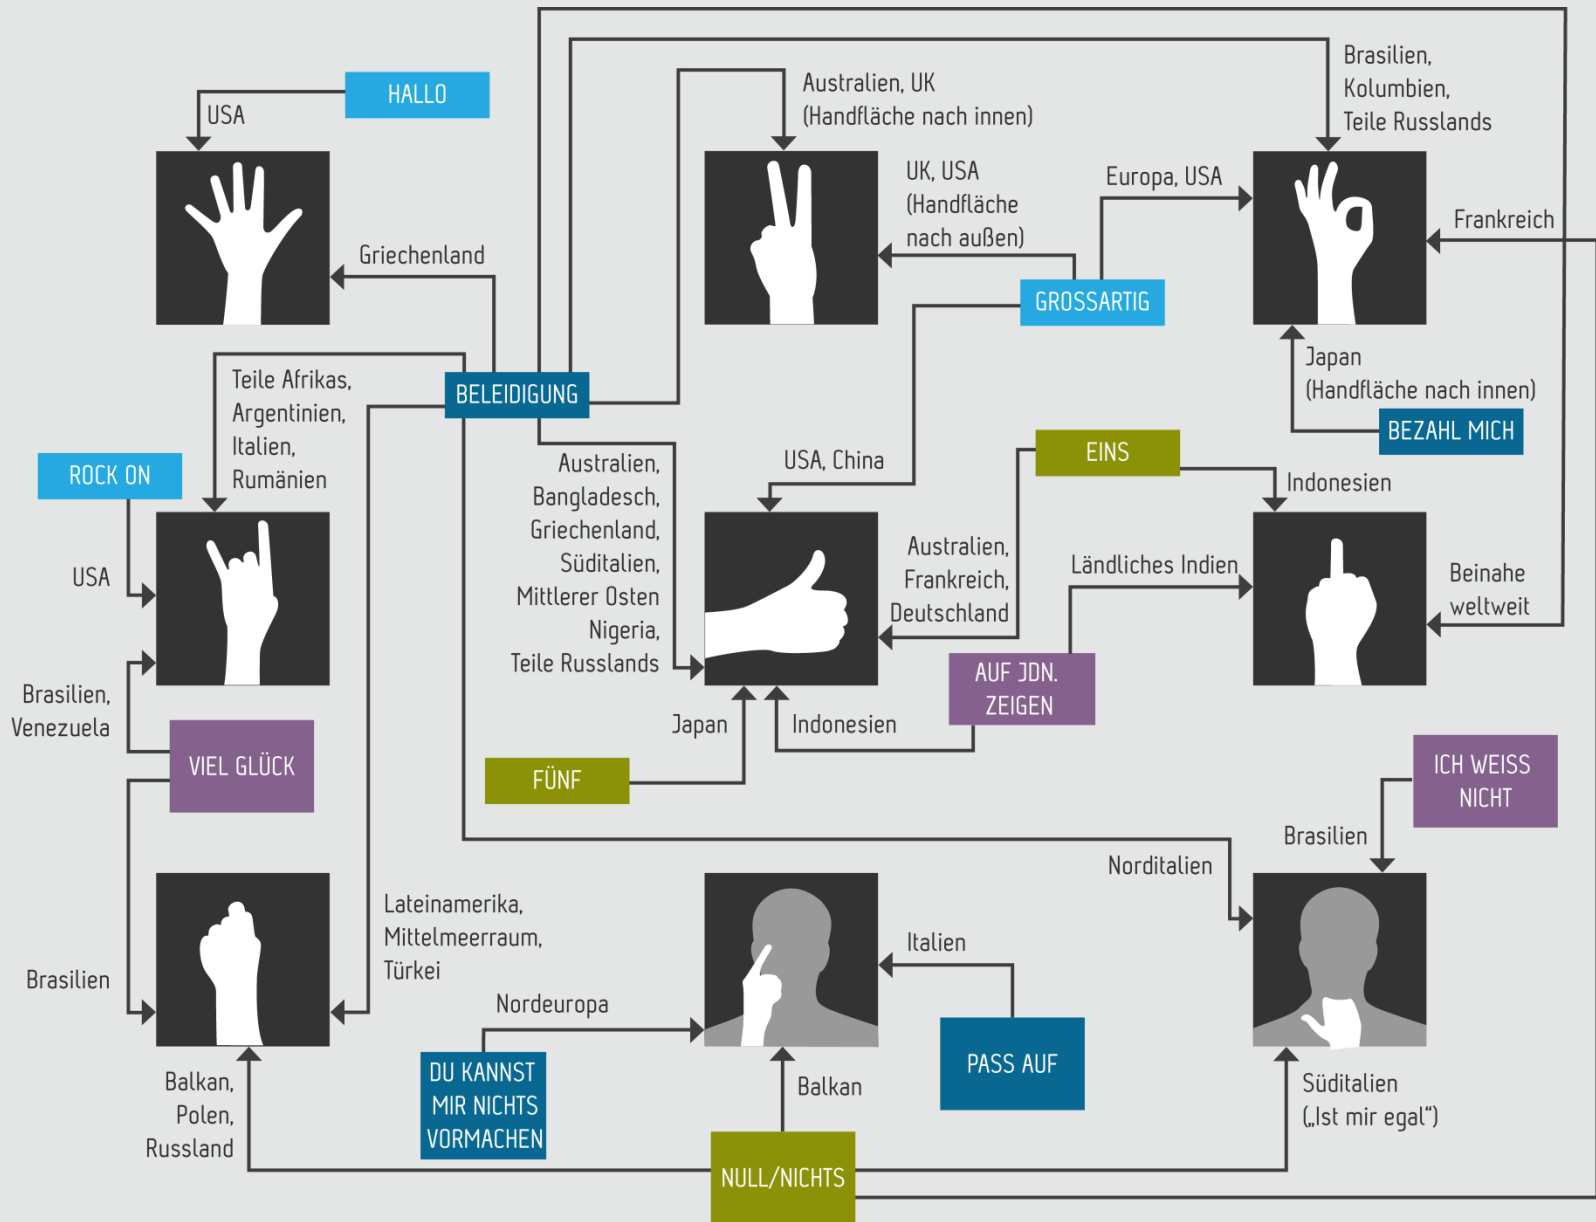 HALLO
USA
Griechenland
Australien, UK
(Handfläche nach innen)
UK, USA
(Handfläche
nach außen)
Europa, USA
GROSSARTIG
Brasilien,
Kolumbien,
Teile Russlands
Frankreich
Japan
(Handfläche nach innen)
BEZAHL MICH
BELEIDIGUNG
Teile Afrikas,
Argentinien,
Italien,
Rumänien
ROCK ON
USA
Brasilien,
Venezuela
VIEL GLÜCK
Australien,
Bangladesch,
Griechenland,
Süditalien,
Mittlerer Osten
Nigeria,
Teile Russlands
USA, China
EINS
Indonesien
Australien,
Frankreich,
Deutschland
Ländliches Indien
Beinahe
weltweit
AUF JDN.
ZEIGEN
Japan
Indonesien
FÜNF
ICH WEISS
NICHT
Brasilien
Norditalien
Brasilien
Lateinamerika,
Mittelmeerraum,
Türkei
Italien
Nordeuropa
DU KANNST
MIR NICHTS
VORMACHEN
PASS AUF
Balkan,
Polen,
Russland
Balkan
Süditalien
(„Ist mir egal“)
NULL/NICHTS